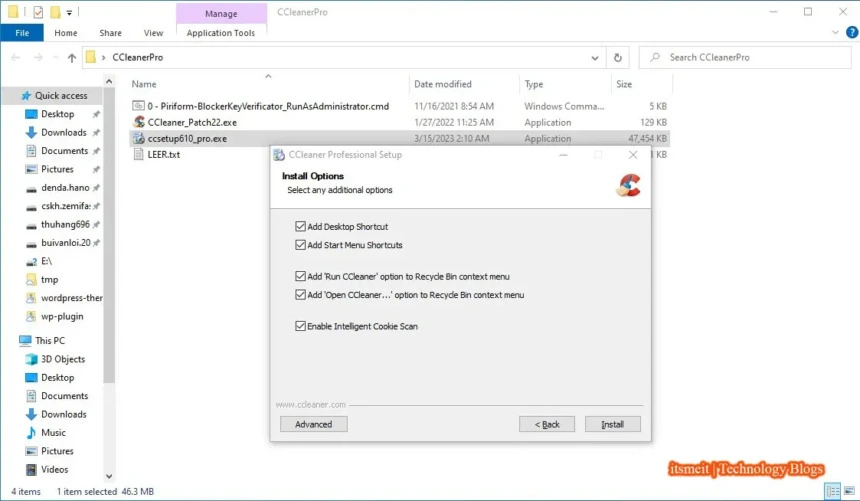 Manage
CCleanerPro
File
Home
Share
View
Application Tools
CCleanerPro
Search CCleanerPro
Name
Date modified
Type
Size
Quick access
Desktop
Downloads
Documents
Pictures
denda.hano
cskh.zemifa
thuhang696
buivanloi.20
E:\
tmp
wordpress-ther
wp-plugin
This PC
3D Objects
Desktop
Documents
Downloads
Music
Pictures
Videos
0 - Piriform-BlockerKeyVerificator_RunAsAdministrator.cmd 11/16/2021 8:54 AM Windows Comma... 5 KB
CCleaner_Patch22.exe 1/27/2022 11:25 AM Application 129 KB
ccsetup610_pro.exe 3/15/2023 2:10 AM Application 47,454 KB
LEER.txt 1 KB
CCleaner Professional Setup
Install Options
Select any additional options
Add Desktop Shortcut
Add Start Menu Shortcuts
Add 'Run CCleaner' option to Recycle Bin context menu
Add 'Open CCleaner...' option to Recycle Bin context menu
Enable Intelligent Cookie Scan
www.ccleaner.com
Advanced
< Back
Install
itsmeit | Technology Blogs
4 items
1 item selected 46.3 MB